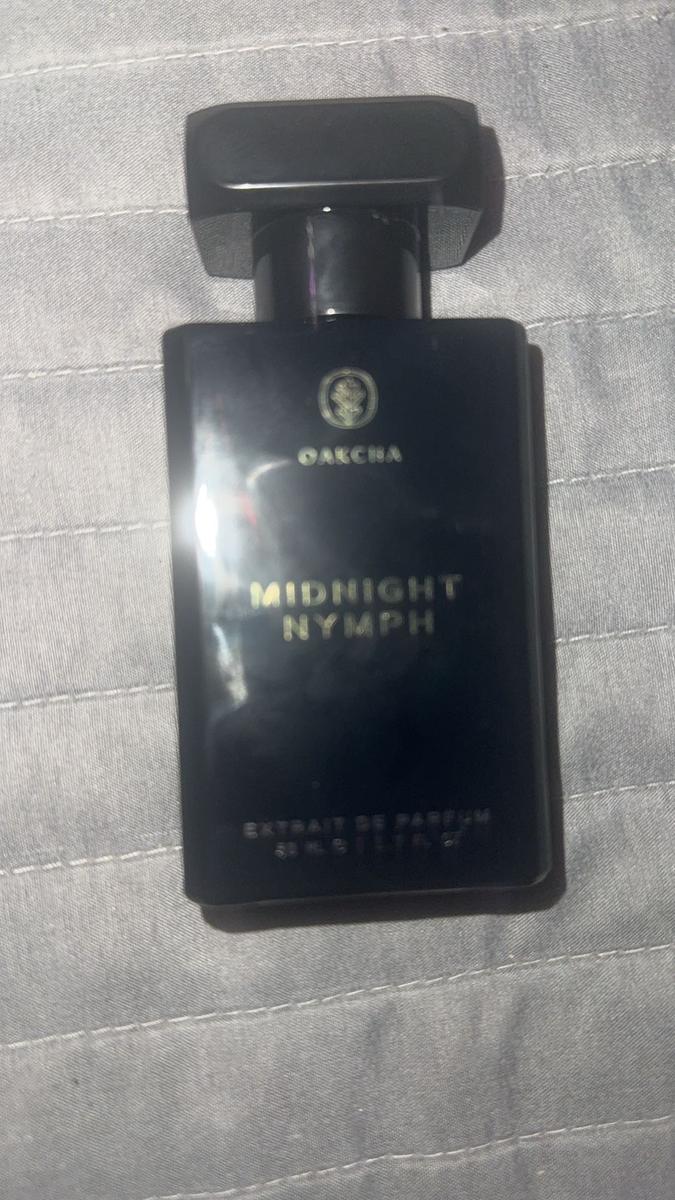 OAKCHA
MIDNIGHT
NYMPH
EXTRAIT DE PARFUM